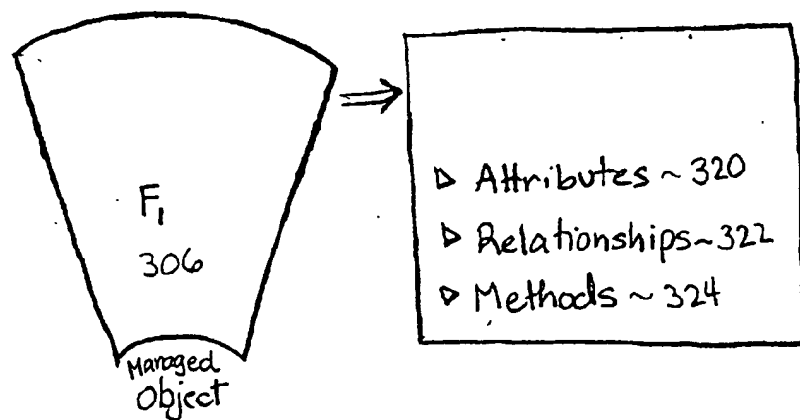 F₁
306
Managed
Object
▷ Attributes ~ 320
▷ Relationships ~ 322
▷ Methods ~ 324